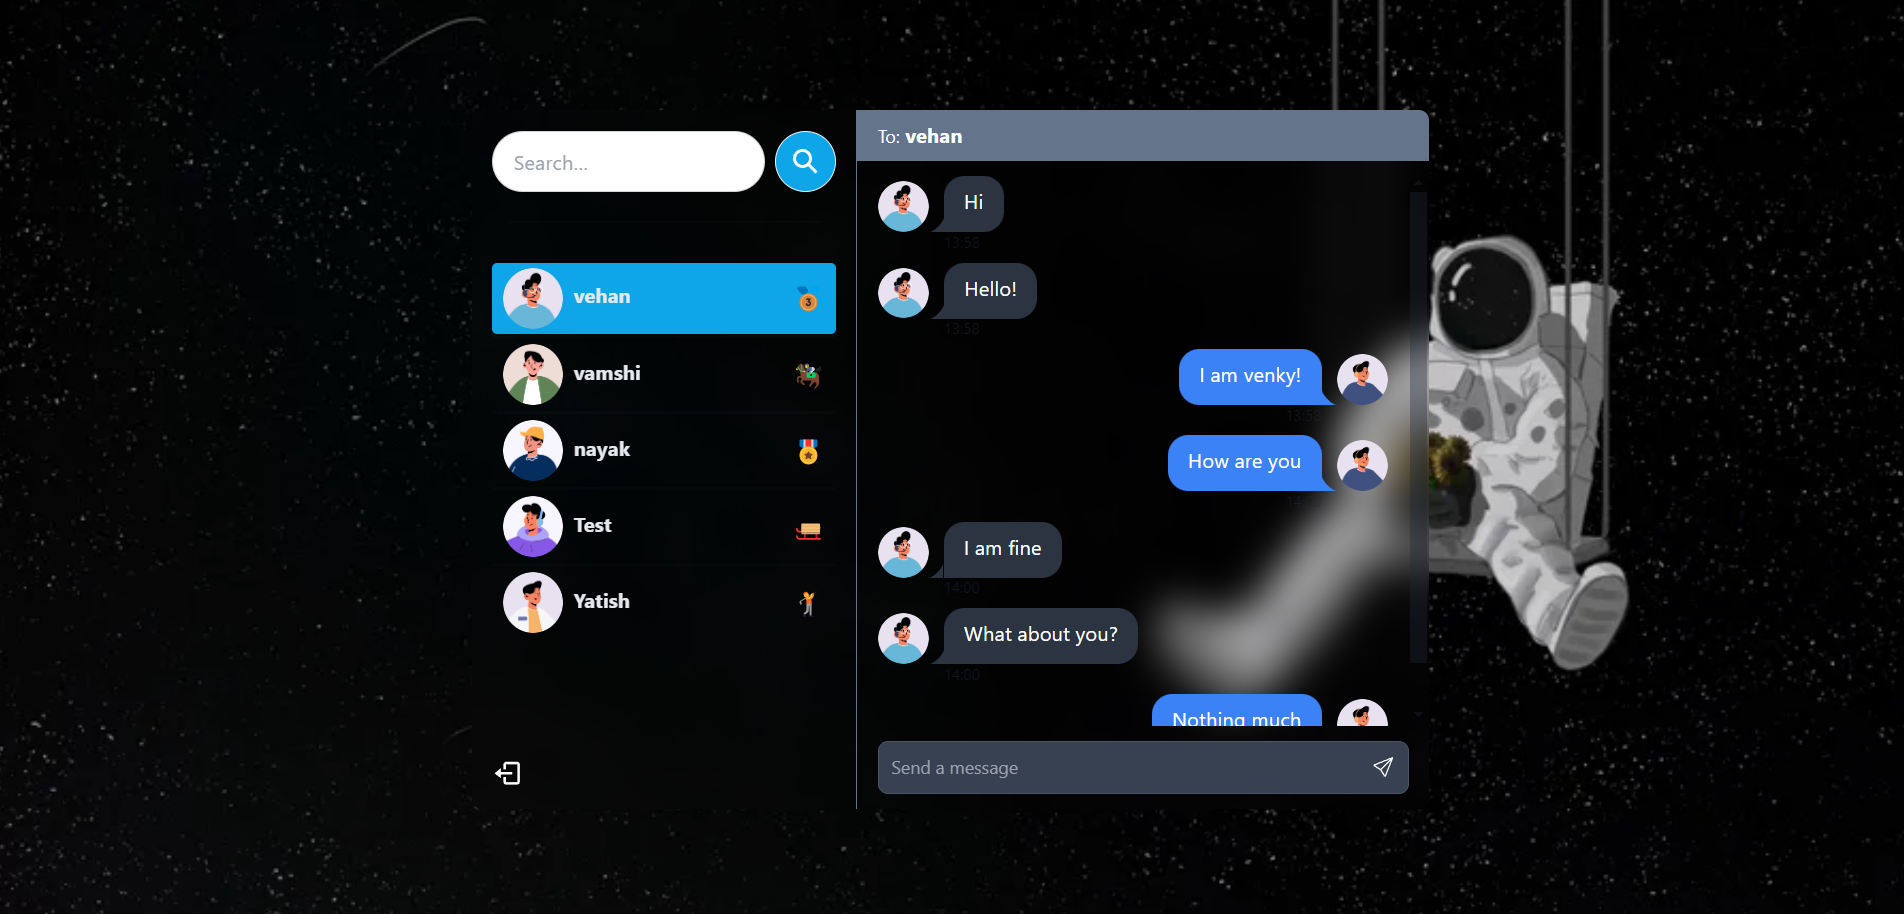 Search...
vehan
vamshi
nayak
Test
Yatish
To: vehan
Hi
13:58
Hello!
13:58
I am venky!
13:58
How are you
I am fine
14:00
What about you?
14:00
Nothing much
Send a message